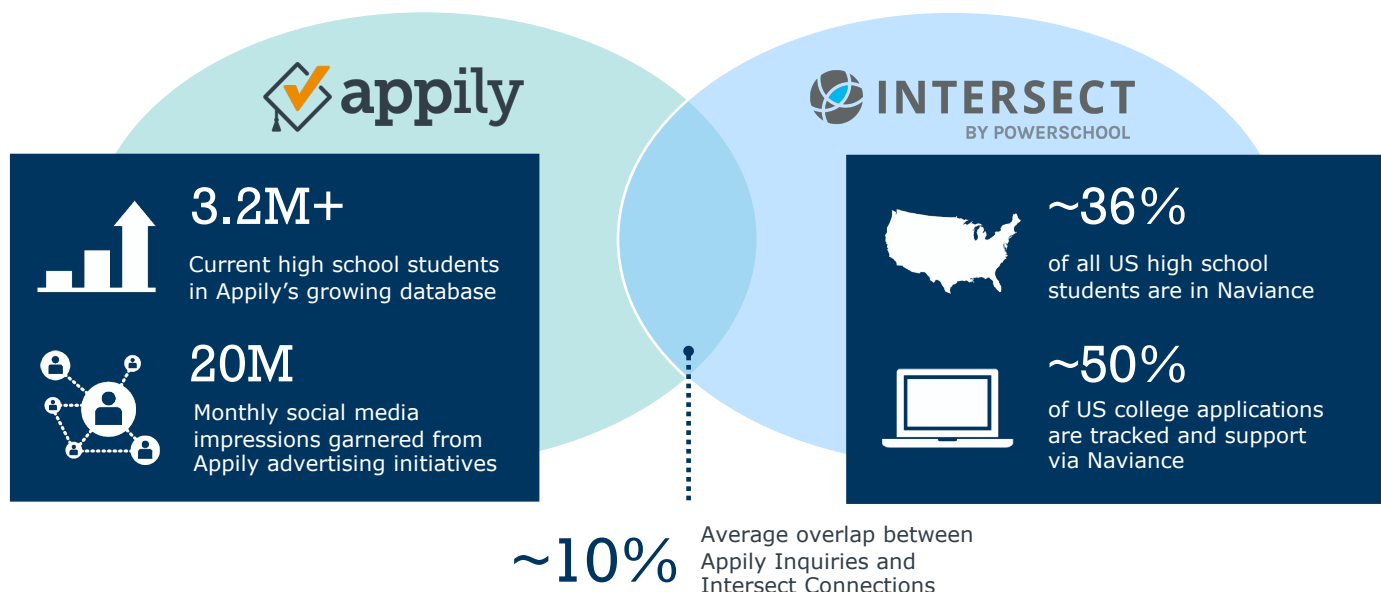 appily
INTERSECT
BY POWERSCHOOL
3.2M+
Current high school students
in Appily’s growing database
20M
Monthly social media
impressions garnered from
Appily advertising initiatives
~36%
of all US high school
students are in Naviance
~50%
of US college applications
are tracked and support
via Naviance
~10%
Average overlap between
Appily Inquiries and
Intersect Connections